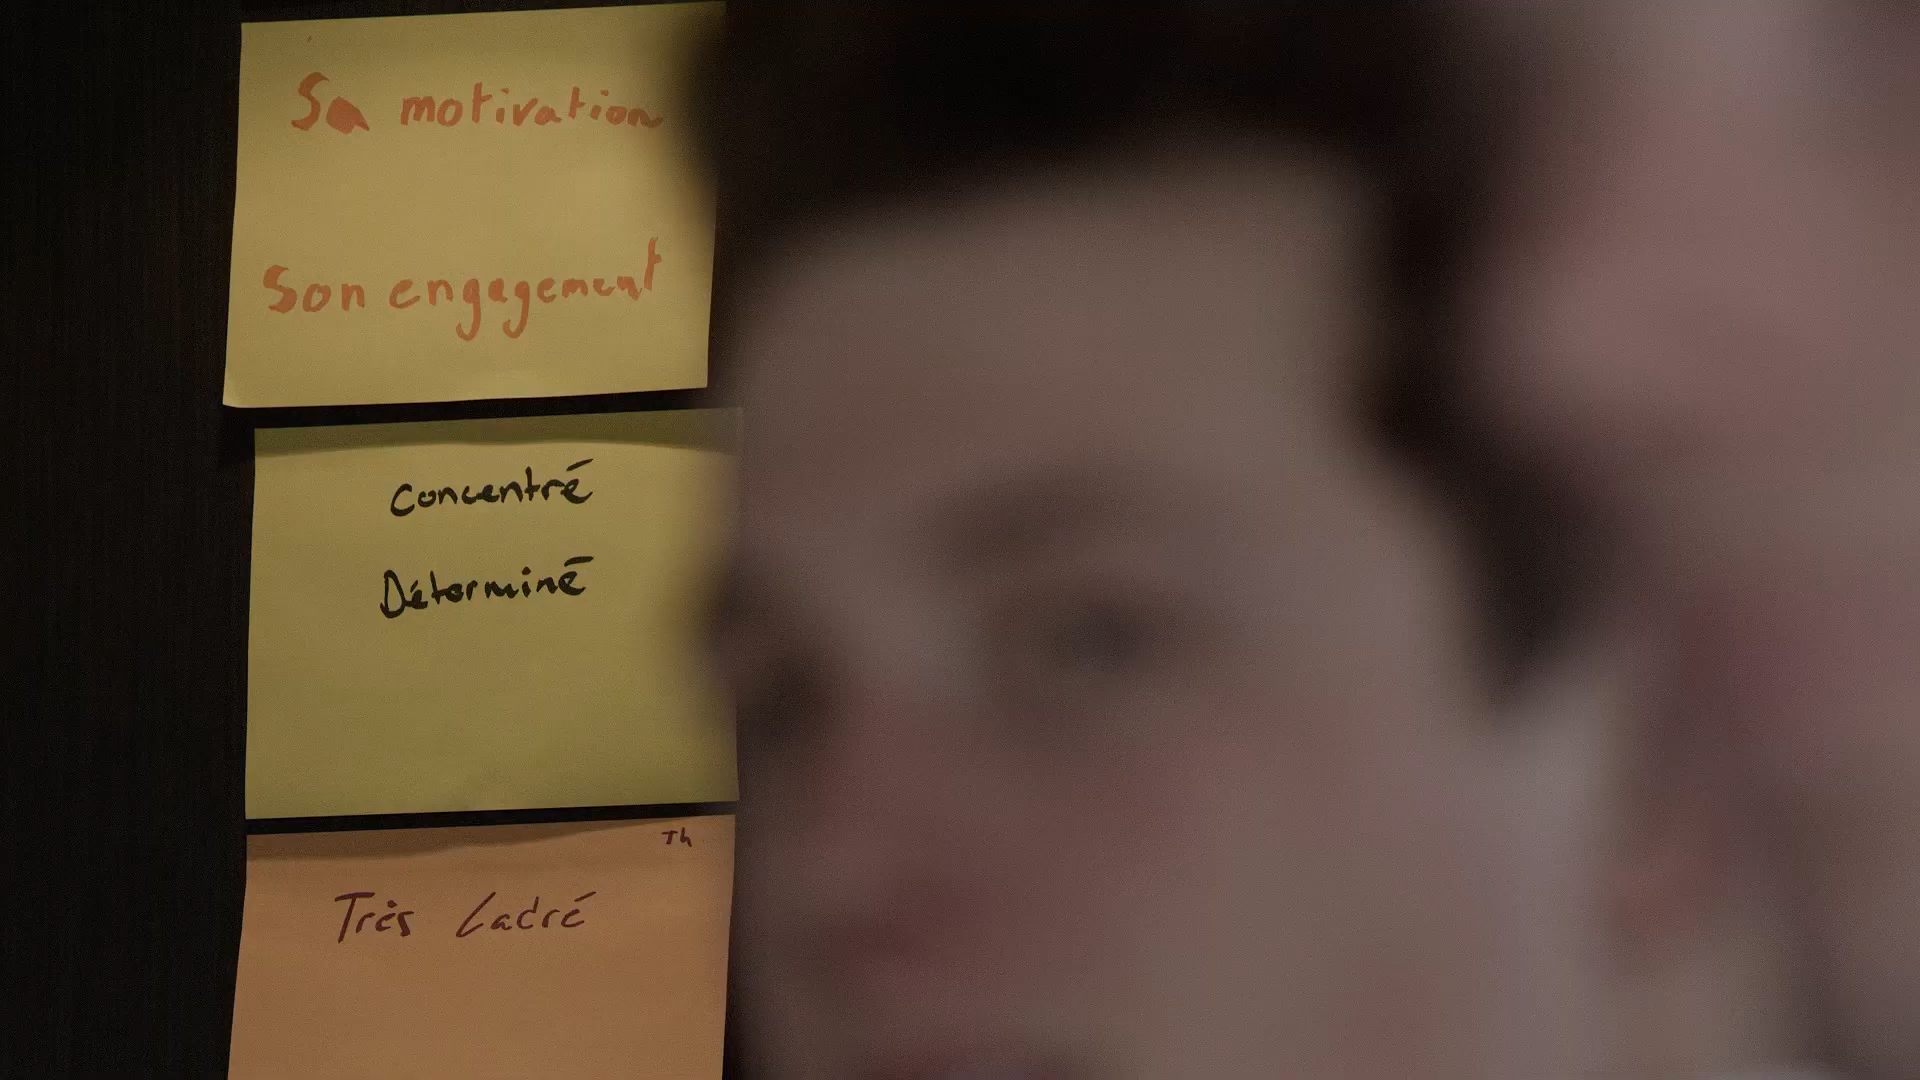 Sa motivation
Son engagement
Concentré
Déterminé
Th
Très Cadré